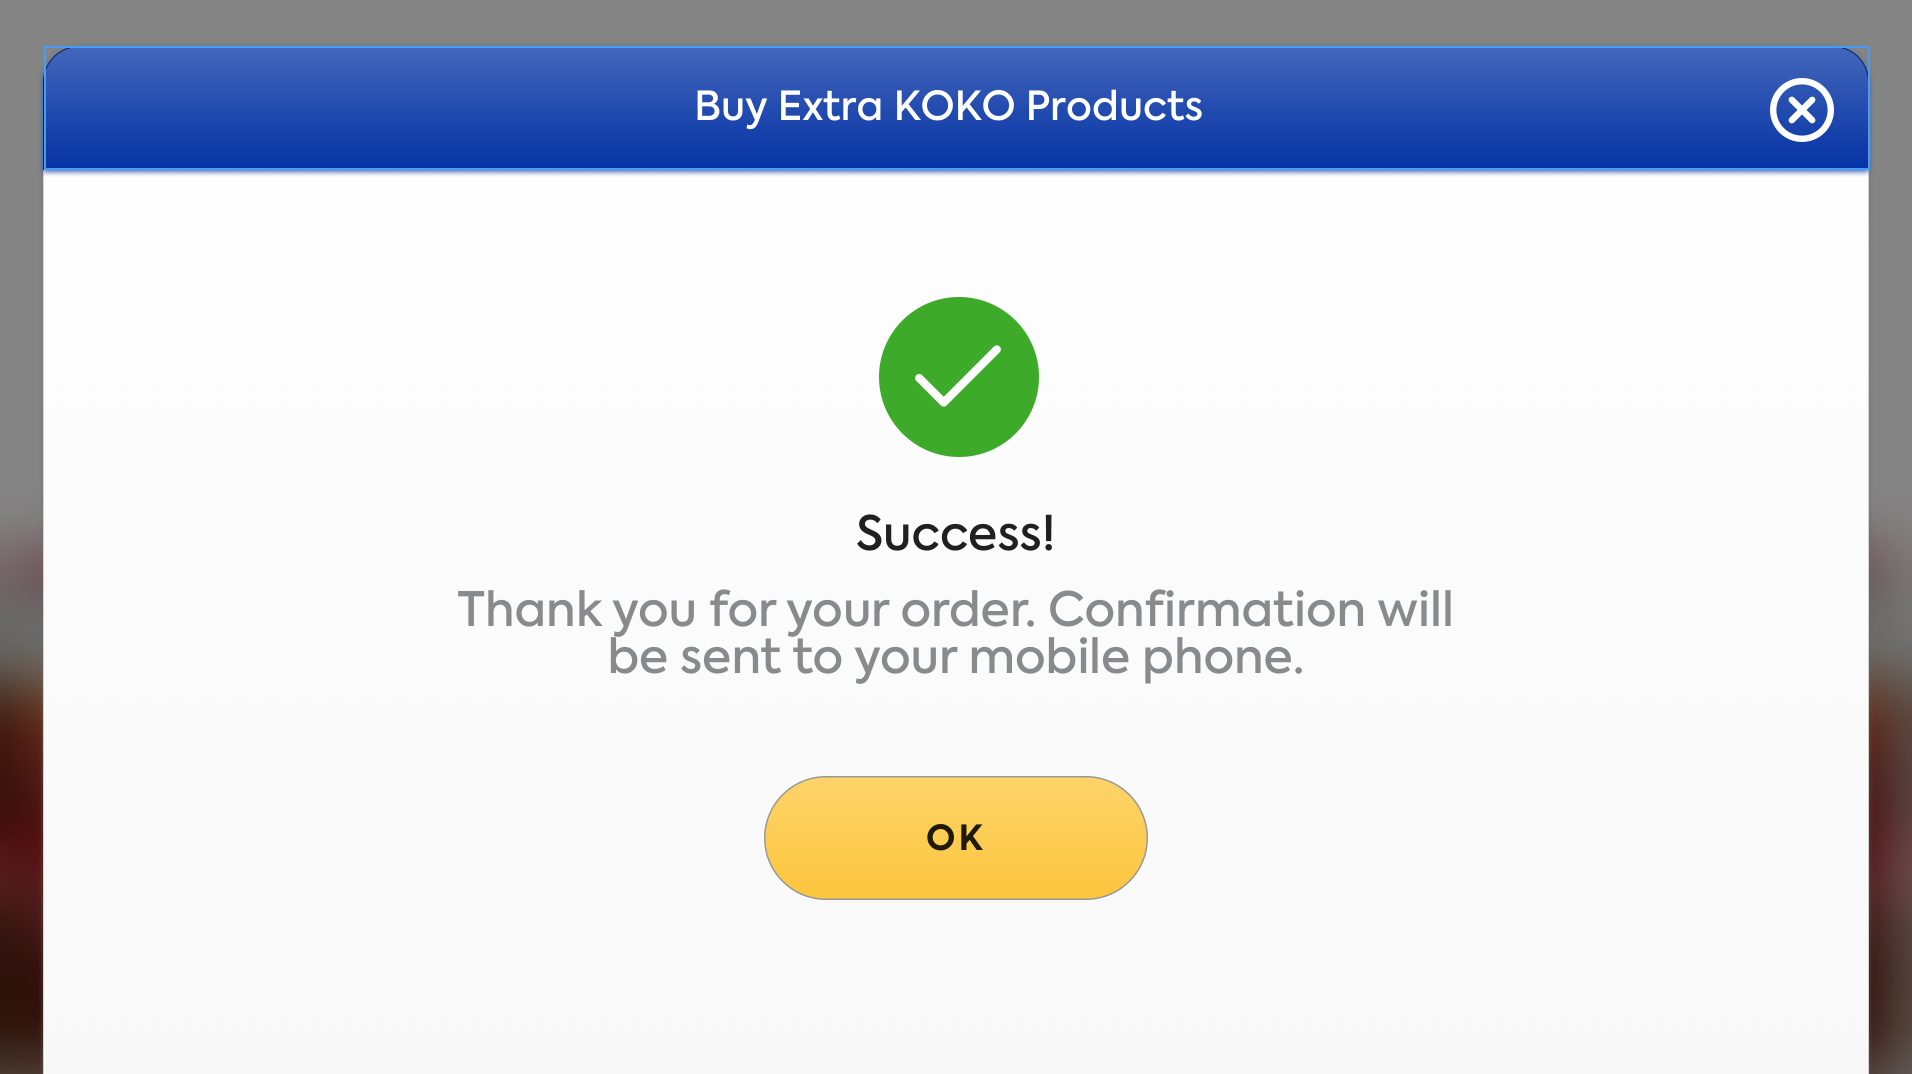 Buy Extra KOKO Products
Success!
Thank you for your order. Confirmation will
be sent to your mobile phone.
OK